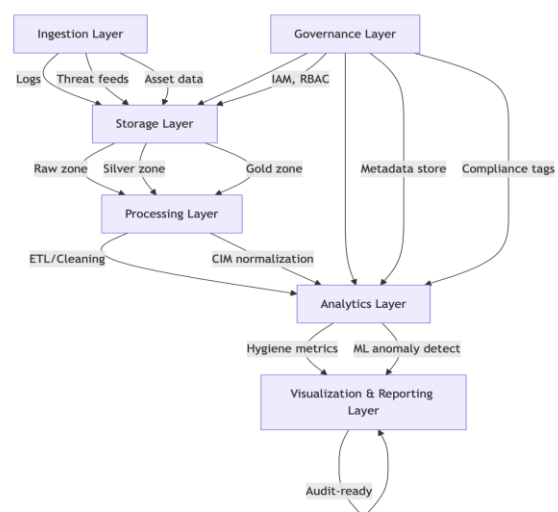 Ingestion Layer
Governance Layer
Logs
Threat feeds
Asset data
IAM, RBAC
Storage Layer
Raw zone
Silver zone
Gold zone
Metadata store
Compliance tags
Processing Layer
ETL/Cleaning
CIM normalization
Analytics Layer
Hygiene metrics
ML anomaly detect
Visualization & Reporting
Layer
Audit-ready